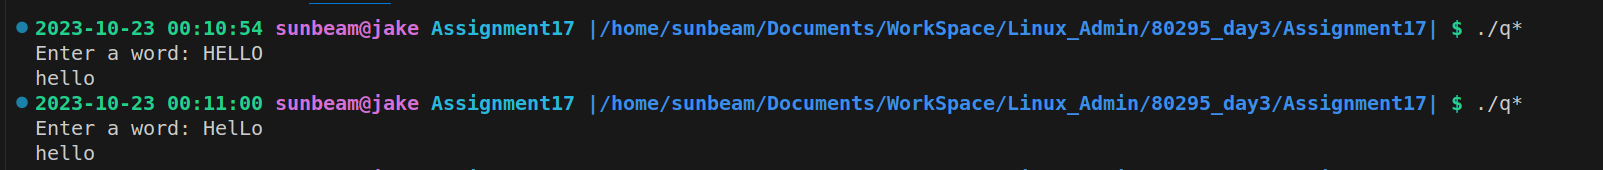 2023-10-23 00:10:54 sunbeam@jake Assignment17 |/home/sunbeam/Documents/WorkSpace/Linux_Admin/80295_day3/Assignment17| $ ./q*
Enter a word: HELLO
hello
2023-10-23 00:11:00 sunbeam@jake Assignment17 |/home/sunbeam/Documents/WorkSpace/Linux_Admin/80295_day3/Assignment17| $ ./q*
Enter a word: HelLo
hello